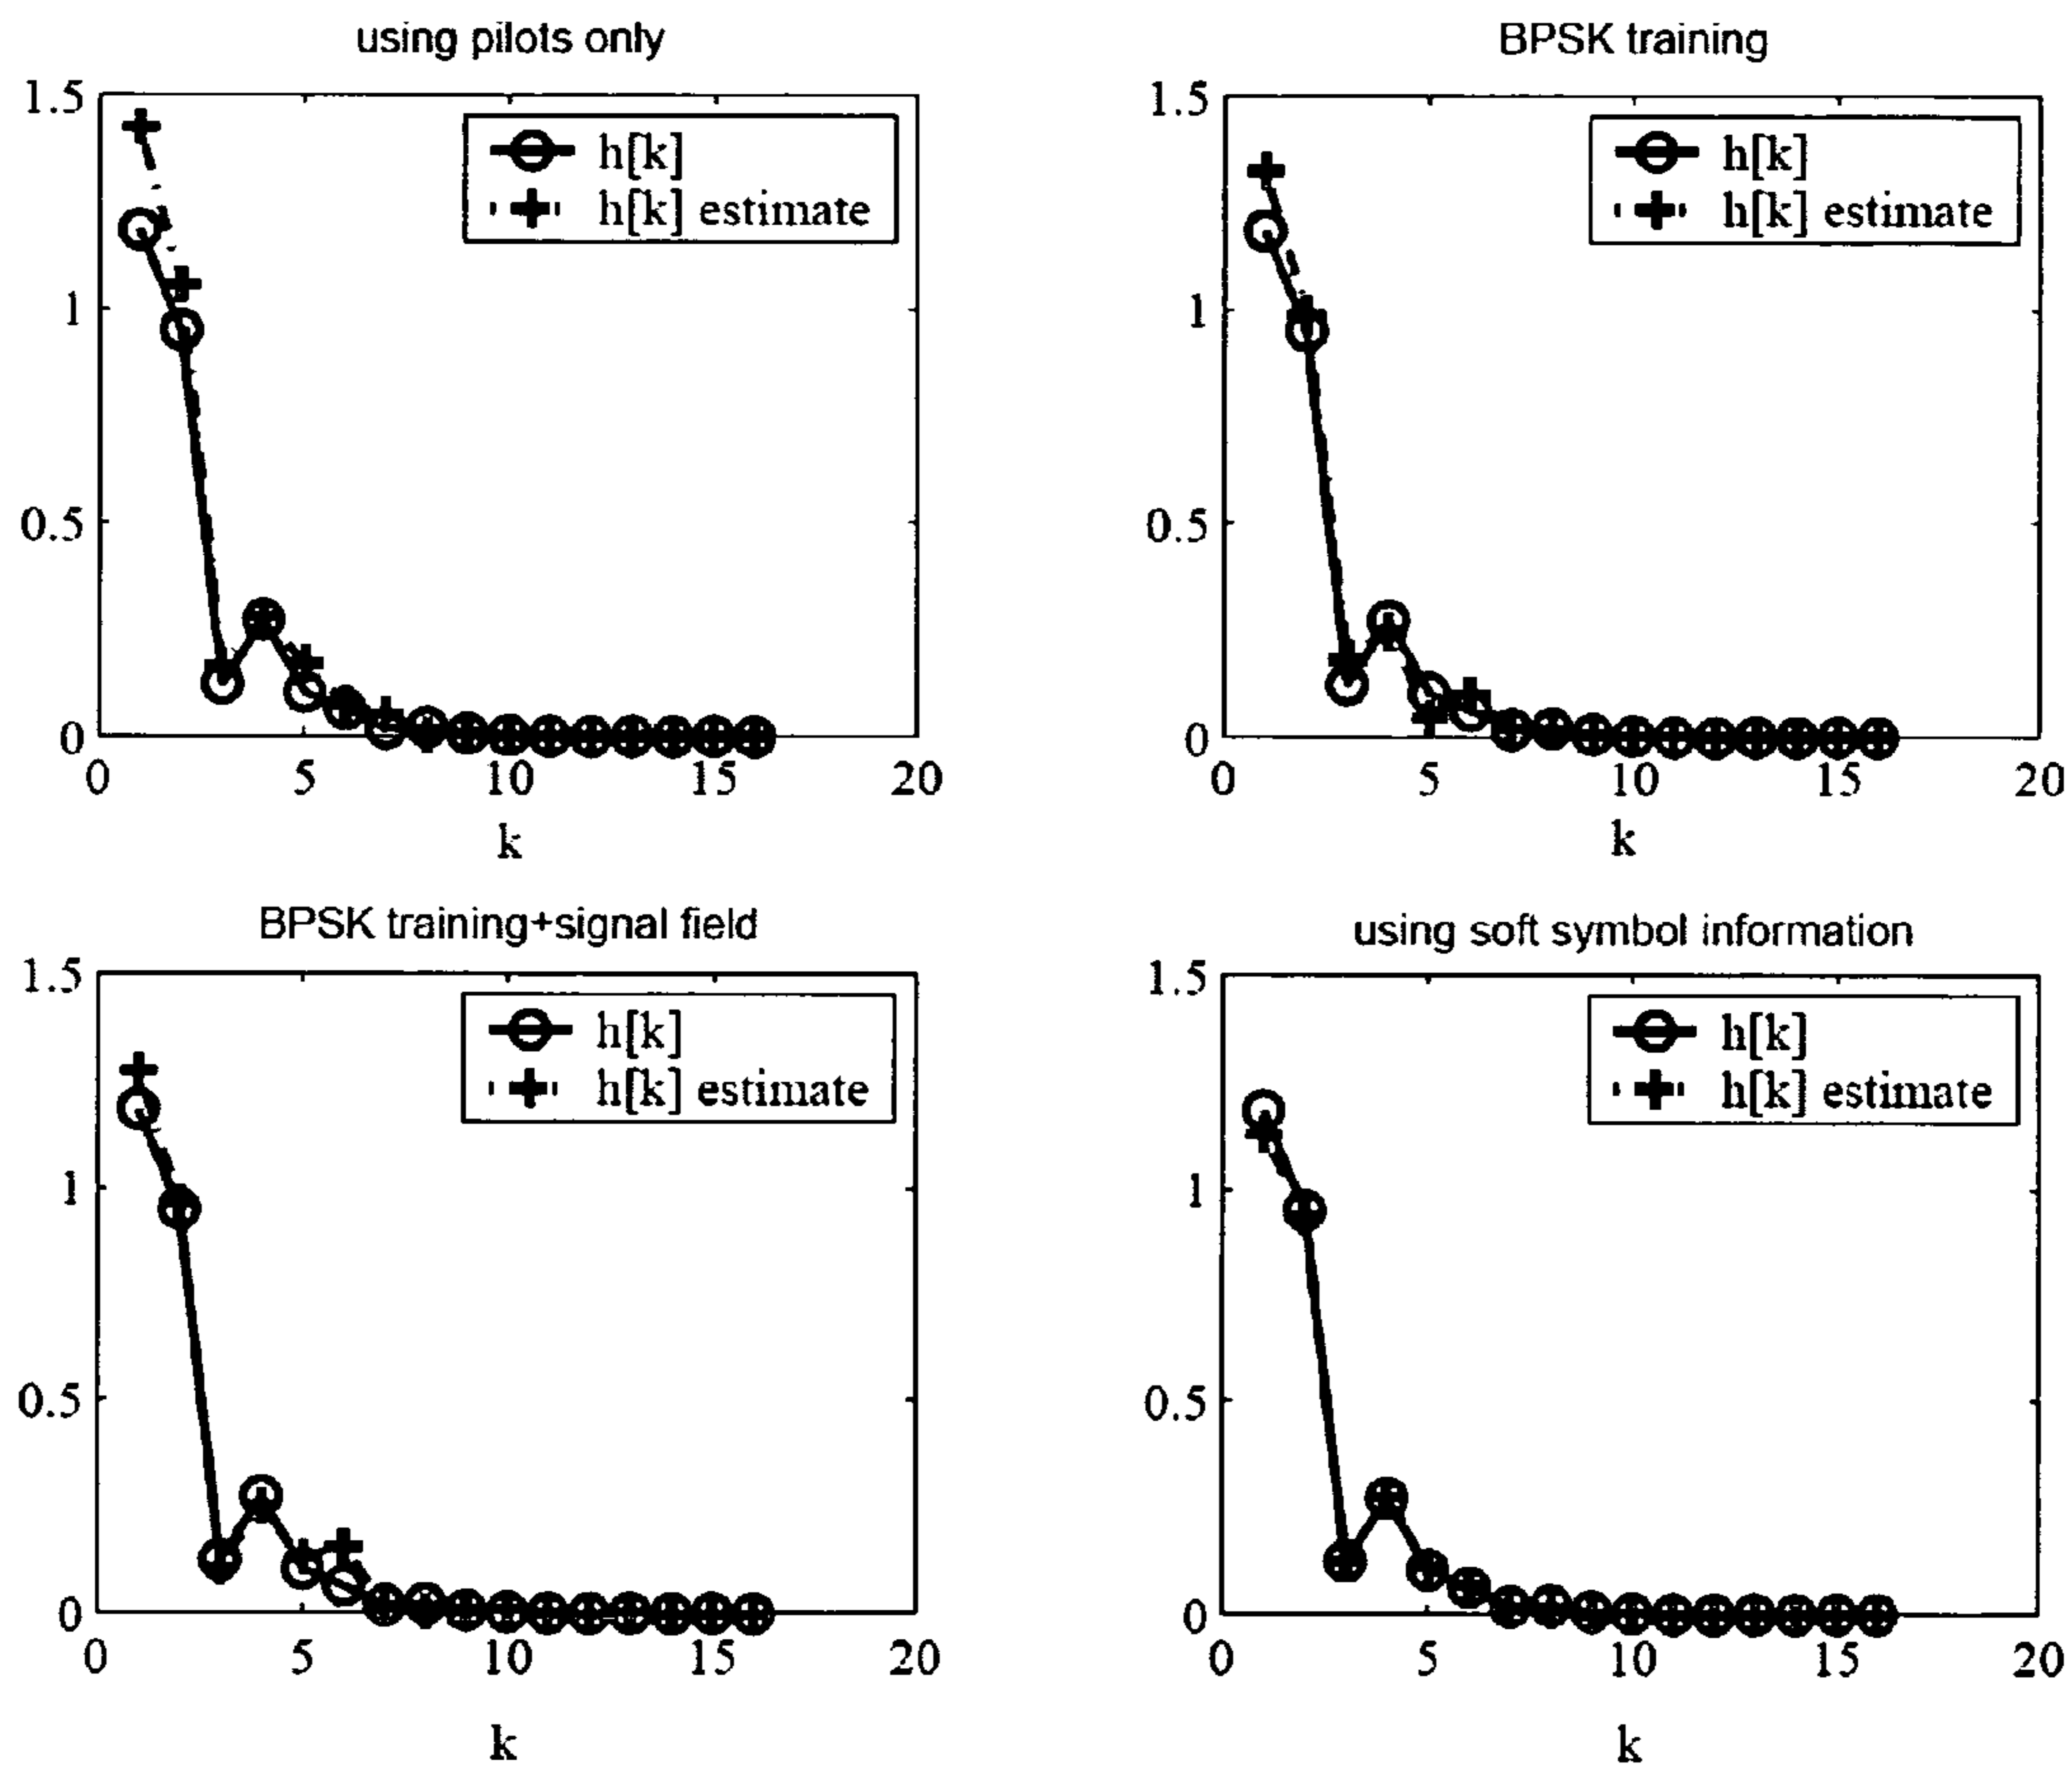 using pilots only
1.5
1
0.5
0
0 5 10 15 20
k
h[k]
h[k] estimate
BPSK training
1.5
1
0.5
0
0 5 10 15 20
k
h[k]
h[k] estimate
BPSK training+signal field
1.5
1
0.5
0
0 5 10 15 20
k
h[k]
h[k] estimate
using soft symbol information
1.5
1
0.5
0
0 5 10 15 20
k
h[k]
h[k] estimate